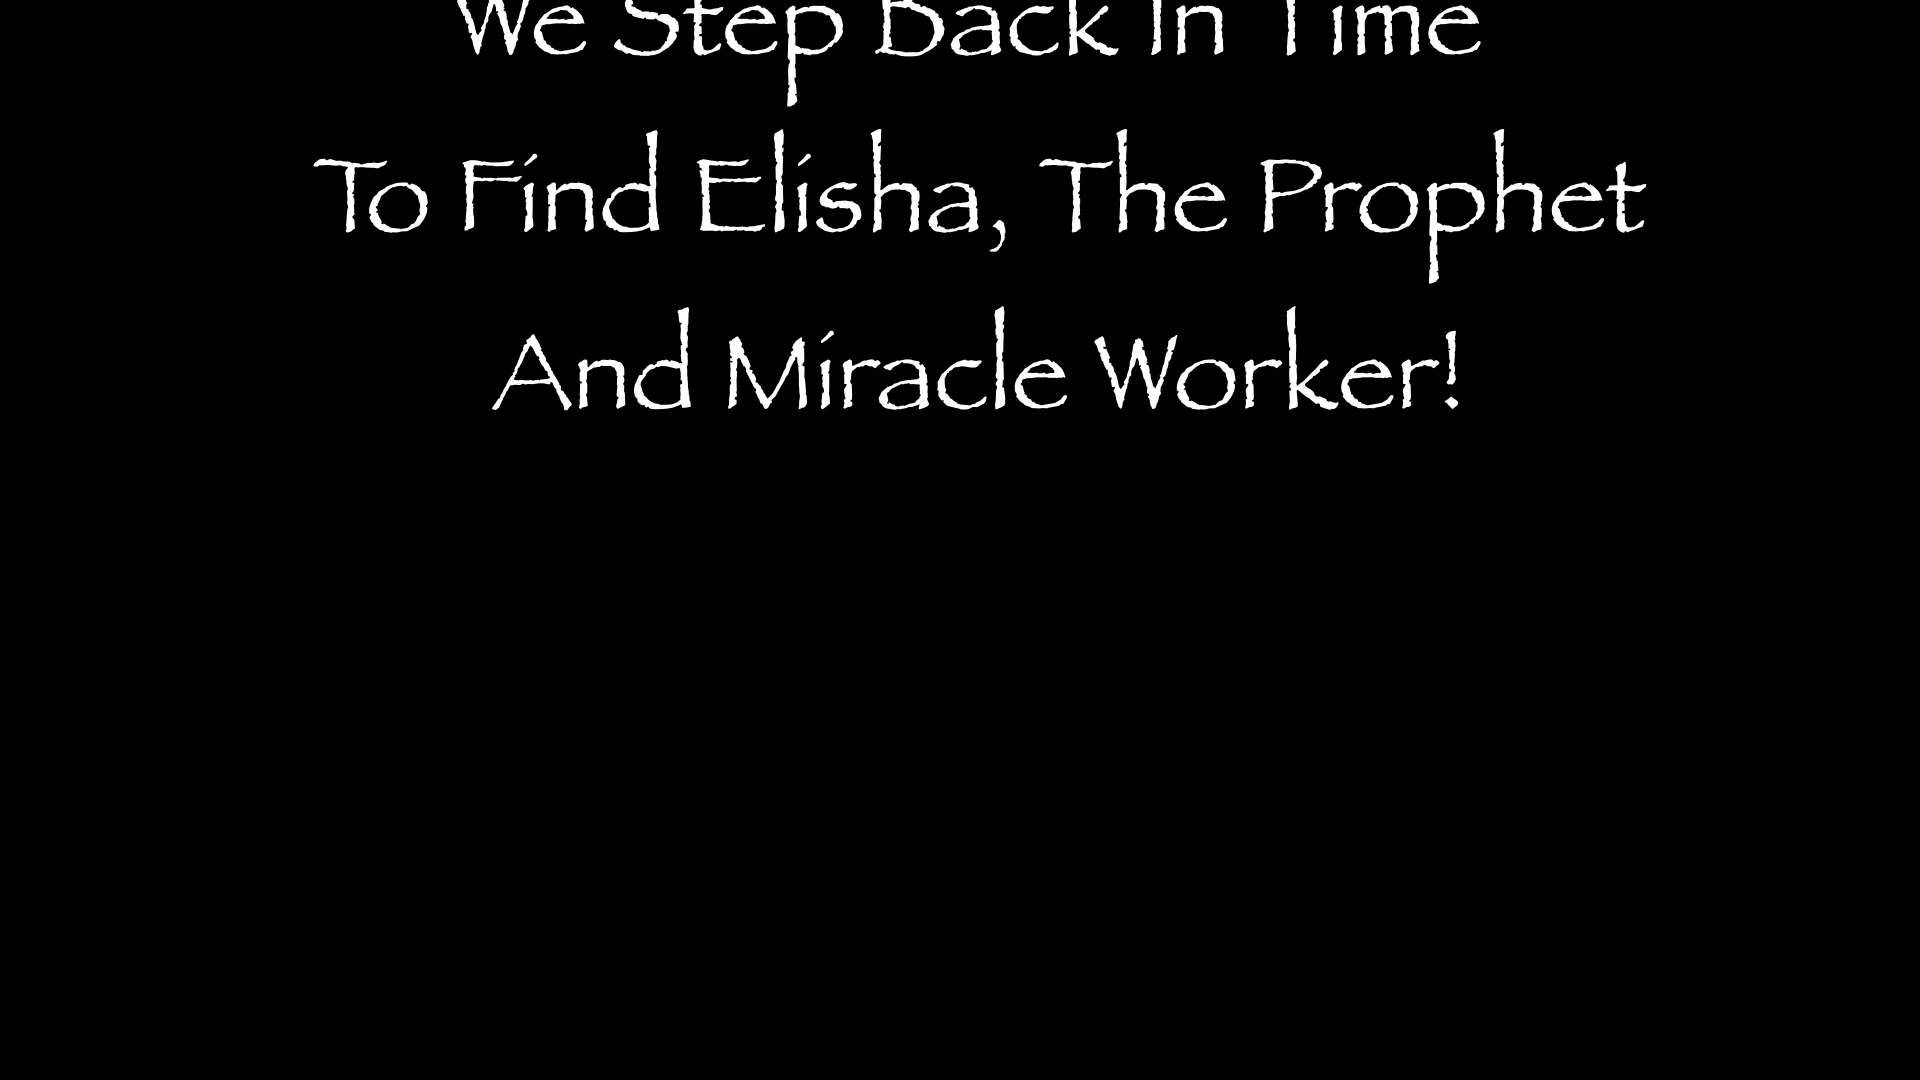 We Step Back In Time
To Find Elisha, The Prophet
And Miracle Worker!